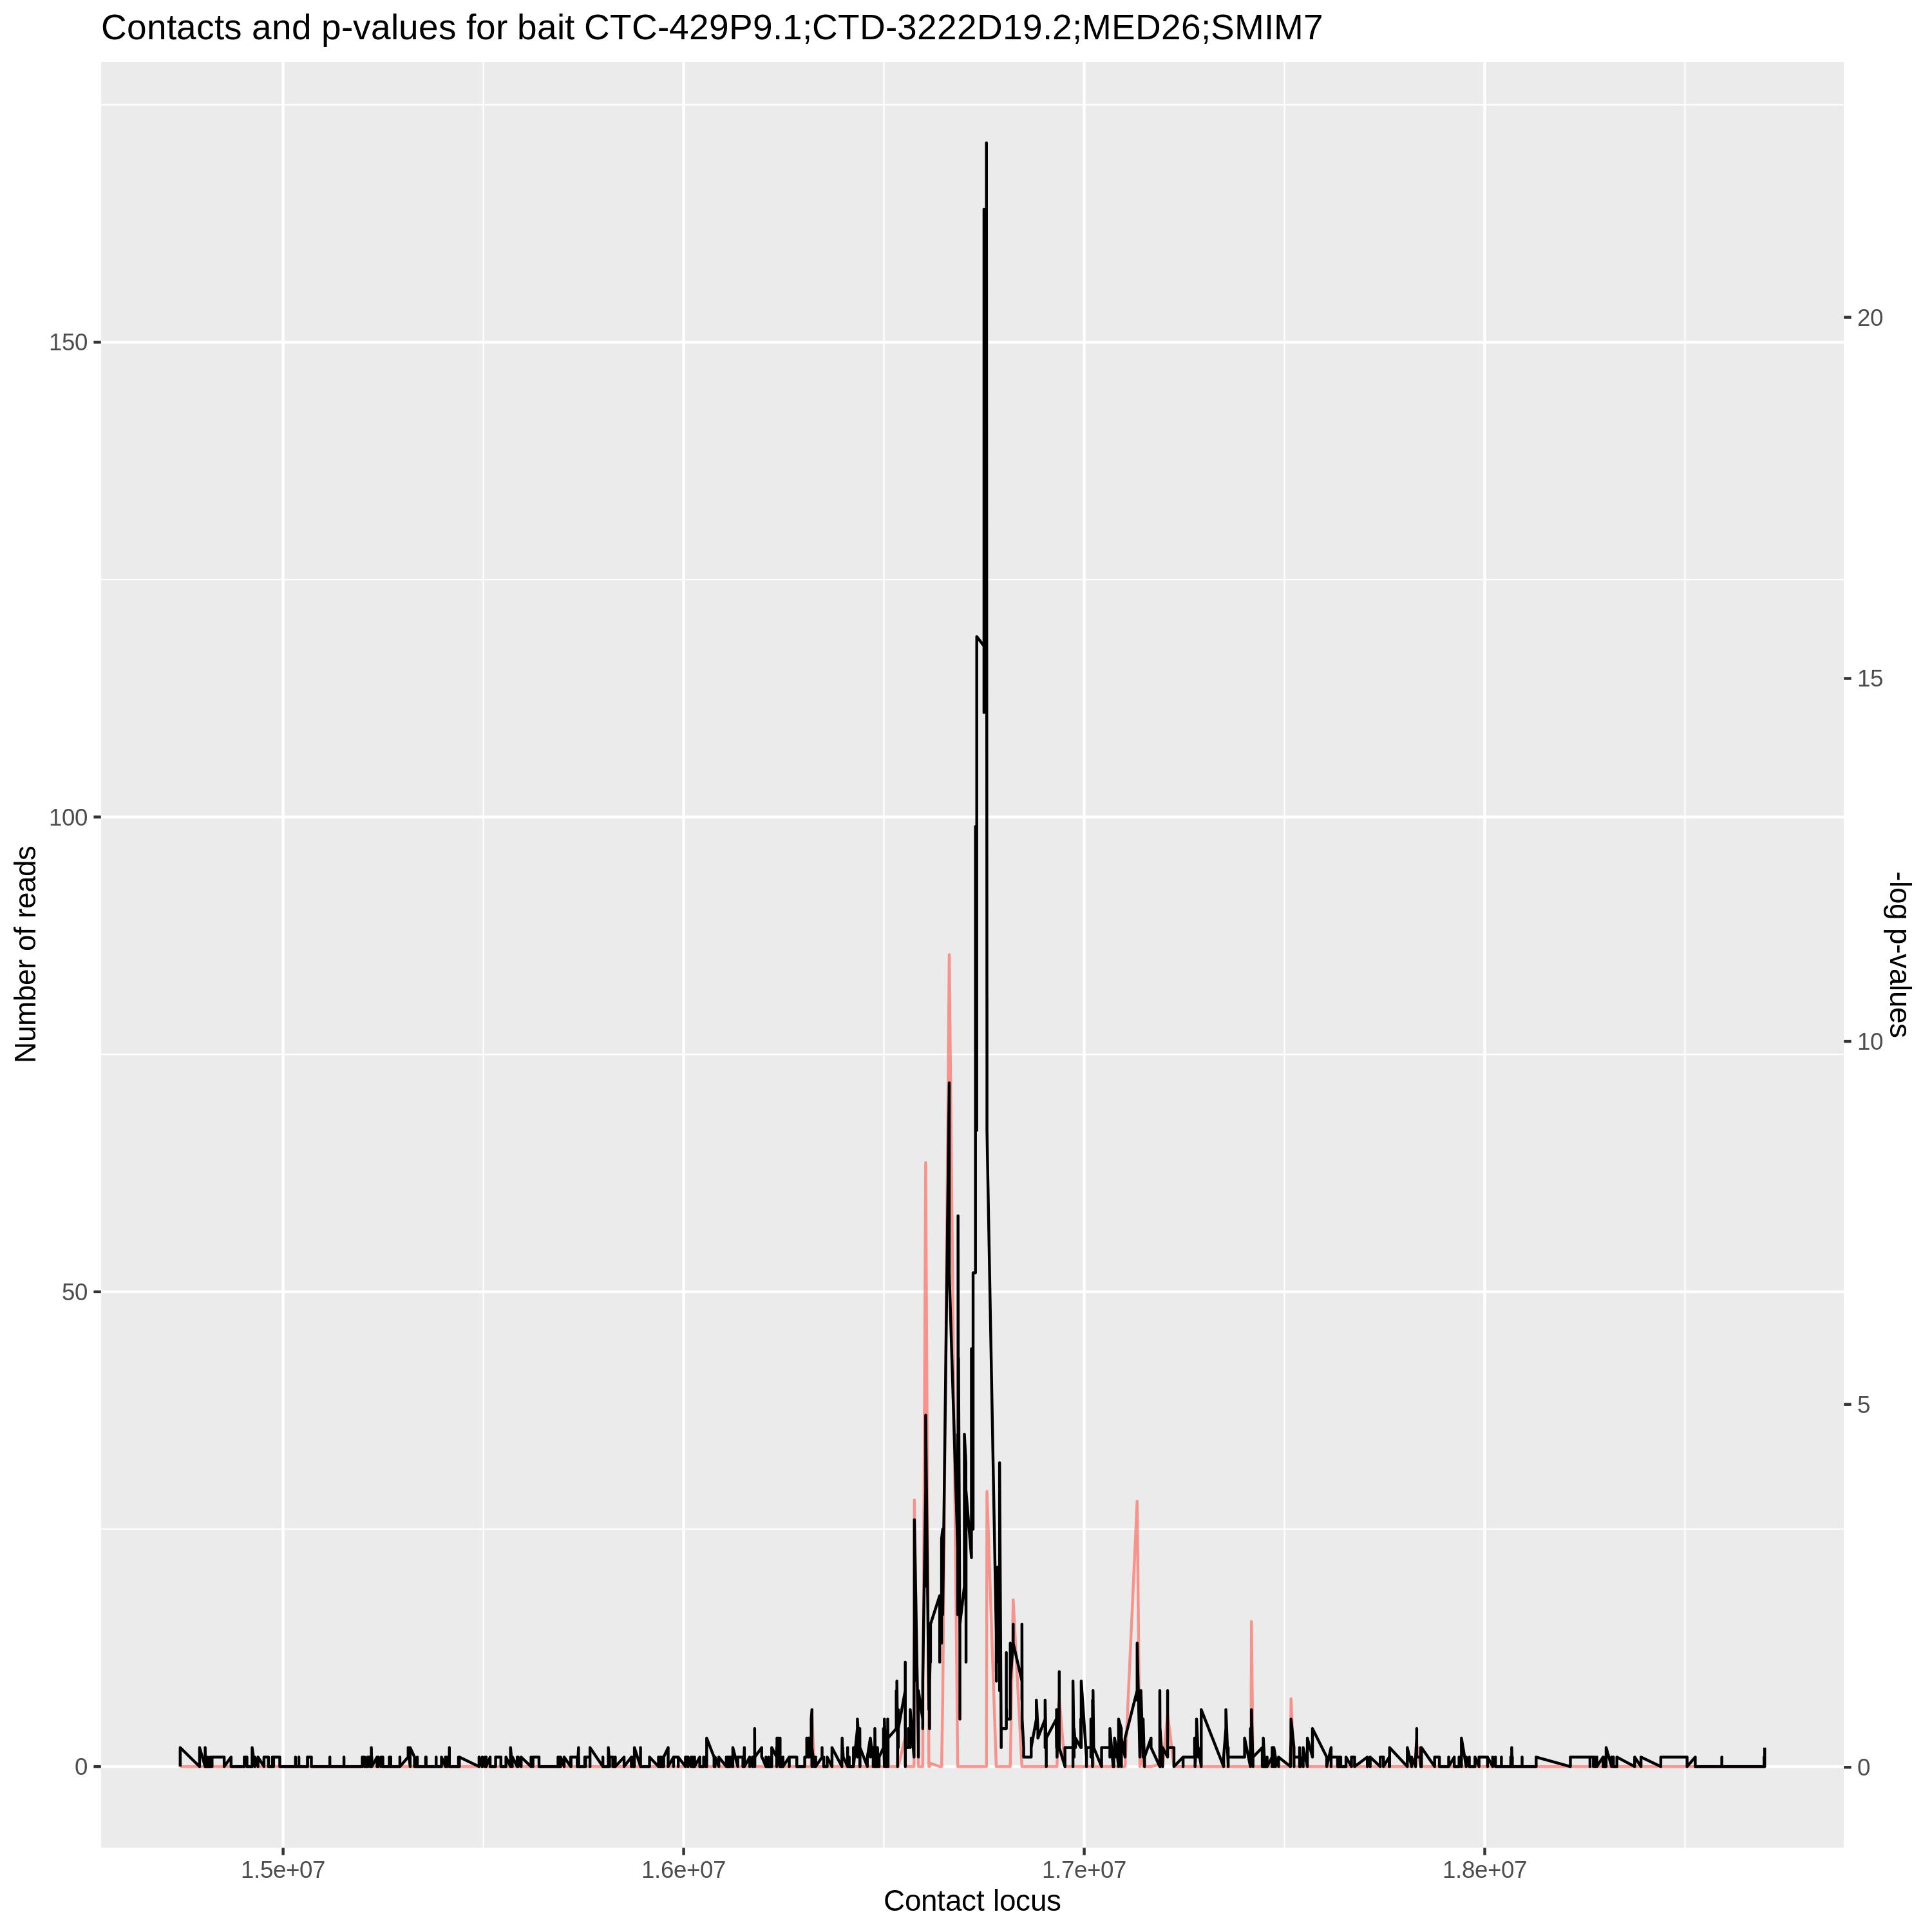 Contacts and p-values for bait CTC-429P9.1;CTD-3222D19.2;MED26;SMIM7
Number of reads
150
100
50
0
20
15
10
5
0
-log p-values
1.5e+07
1.6e+07
1.7e+07
1.8e+07
Contact locus